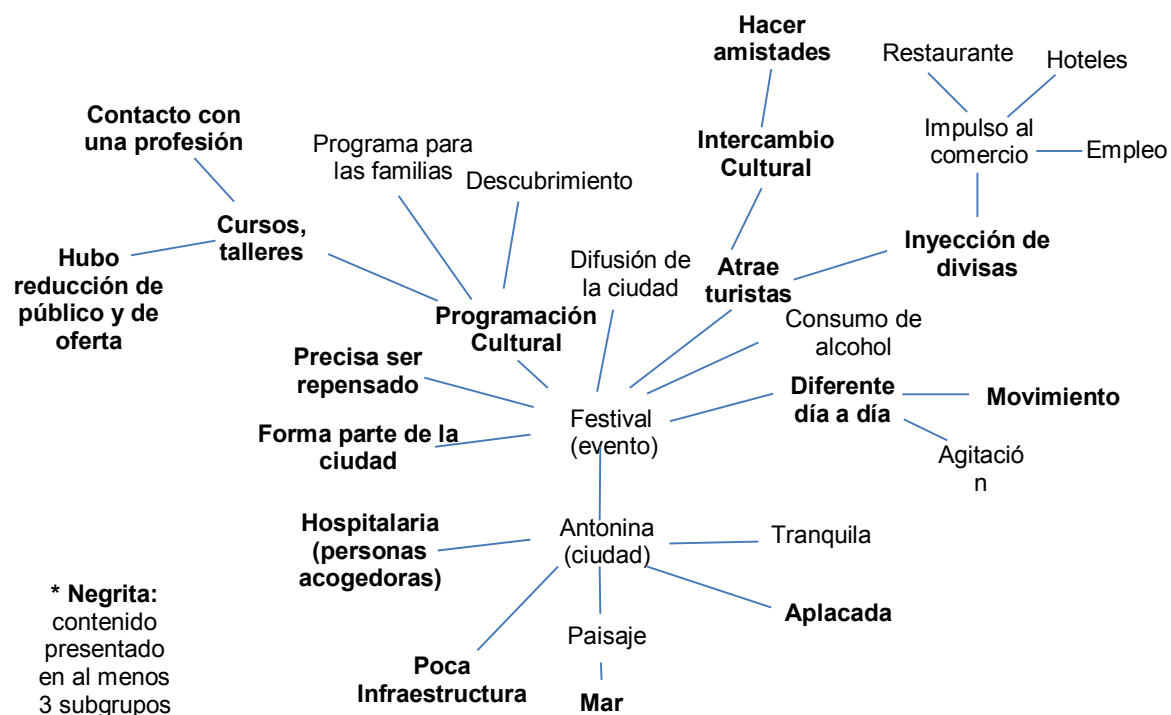 Hacer
amistades
Restaurante
Hoteles
Contacto con
una profesión
Impulso al
comercio
Empleo
Programa para
las familias
Intercambio
Cultural
Descubrimiento
Cursos,
talleres
Hubo
reducción de
público y de
oferta
Difusión de
la ciudad
Atrae
turistas
Inyección de
divisas
Programación
Cultural
Consumo de
alcohol
Precisa ser
repensado
Diferente
día a día
Movimiento
Festival
(evento)
Forma parte de la
ciudad
Agitació
n
Hospitalaria
(personas
acogedoras)
Antonina
(ciudad)
Tranquila
* Negrita:
contenido
presentado
en al menos
3 subgrupos
Aplacada
Paisaje
Poca
Infraestructura
Mar